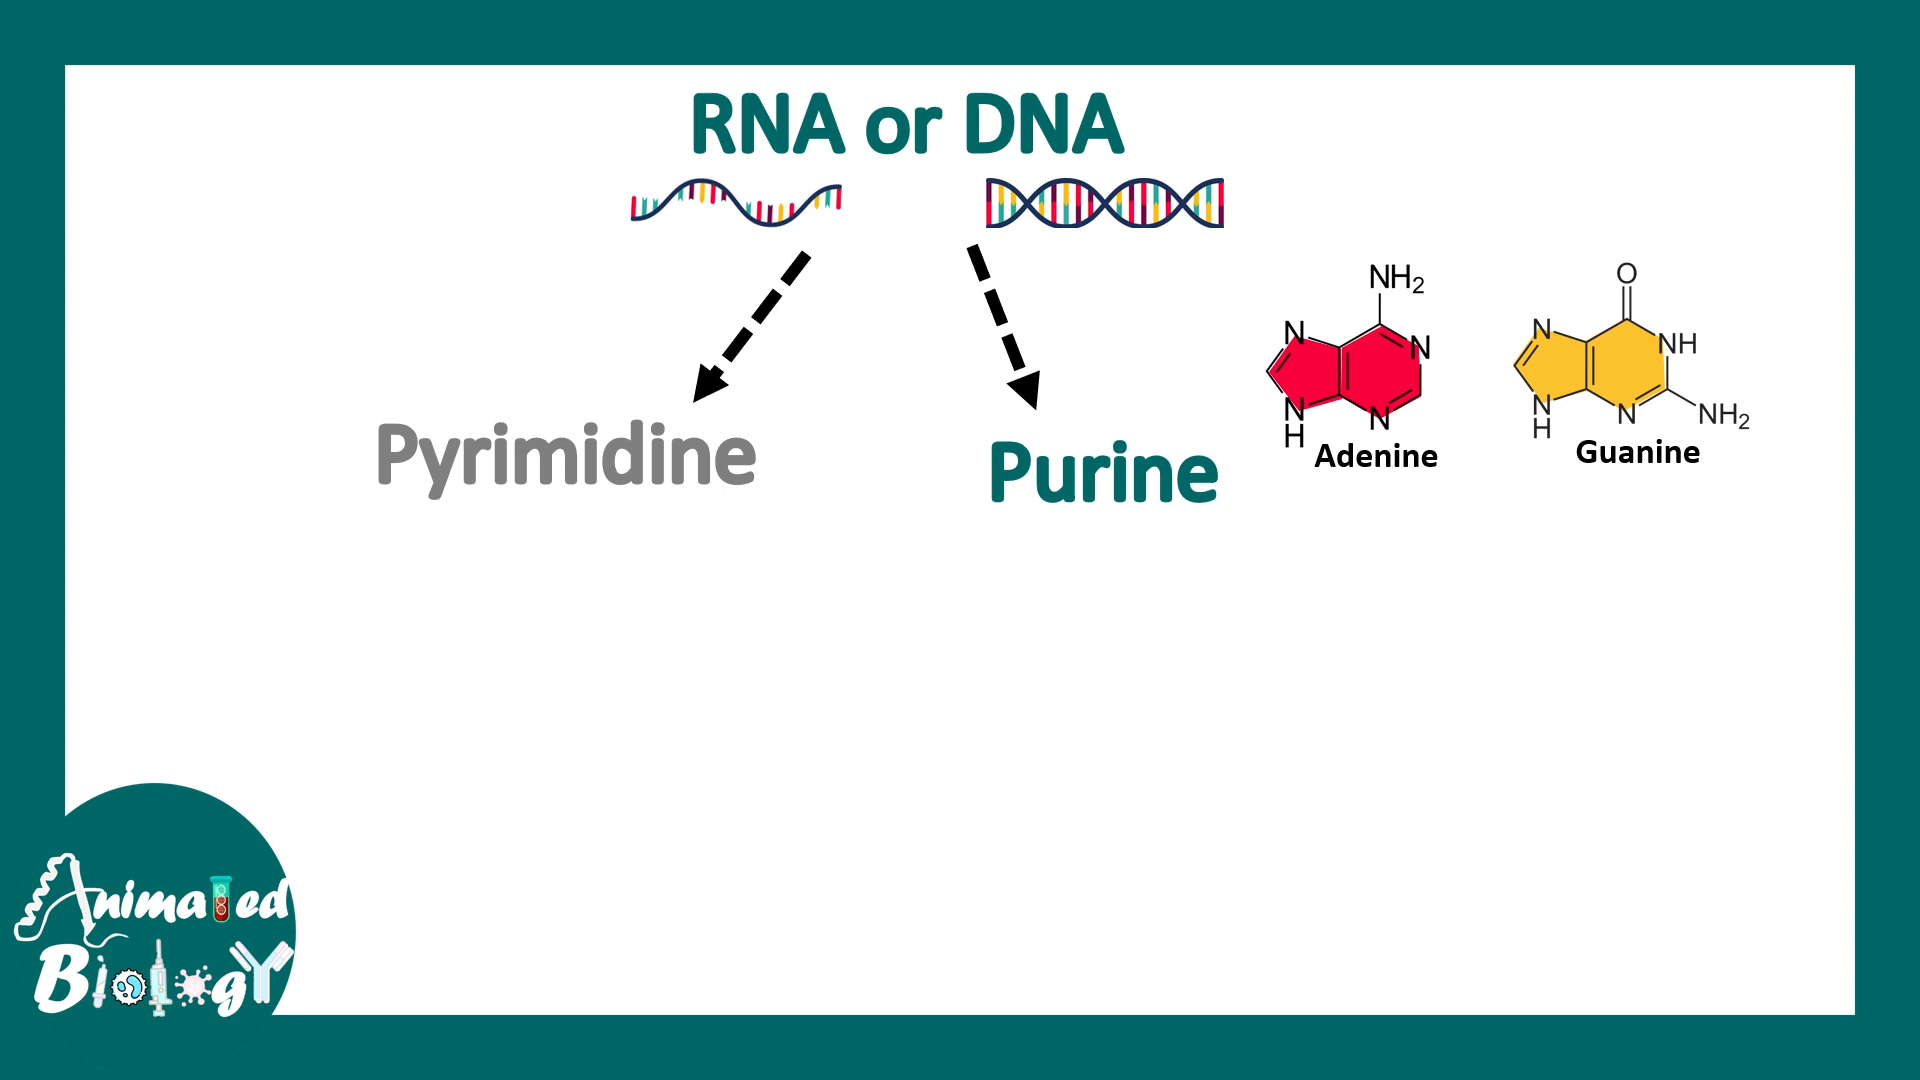 RNA or DNA
Pyrimidine
Purine
NH2
N
N
N
N
H
Adenine
O
N
NH
N
H
N
NH2
Guanine
Animated
Biology